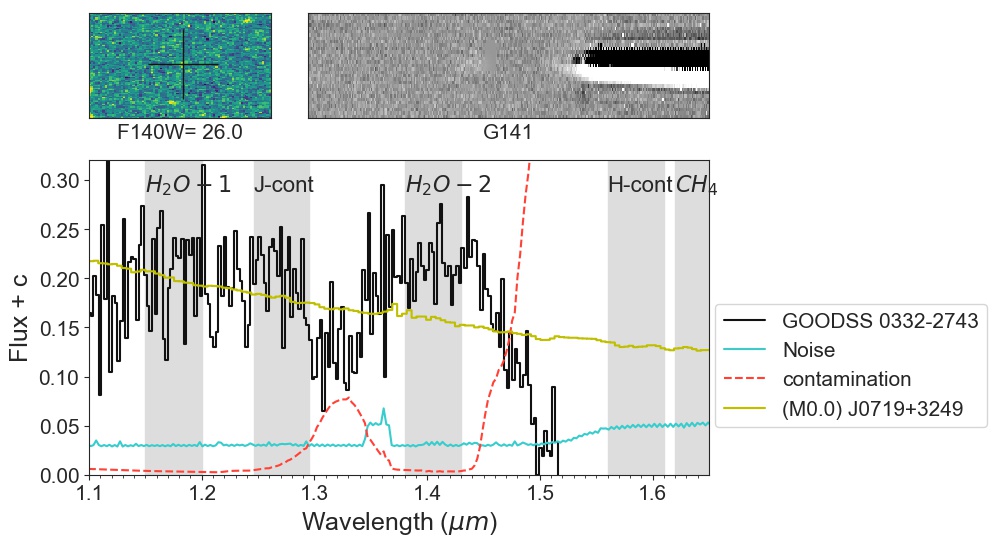 F140W= 26.0
G141
H₂O − 1
J-cont
H₂O − 2
H-cont
CH₄
0.30
0.25
0.20
0.15
0.10
0.05
0.00
Flux + c
1.1
1.2
1.3
1.4
1.5
1.6
Wavelength (μm)
GOODSS 0332-2743
Noise
contamination
(M0.0) J0719+3249